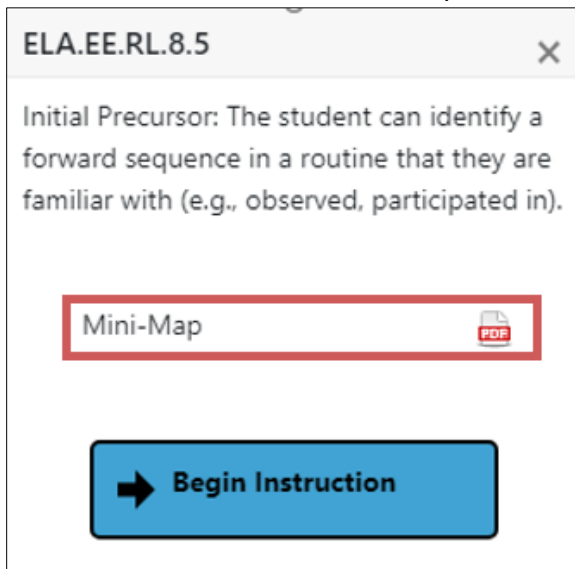 ELA.EE.RL.8.5
Initial Precursor: The student can identify a
forward sequence in a routine that they are
familiar with (e.g., observed, participated in).
Mini-Map
PDF
Begin Instruction